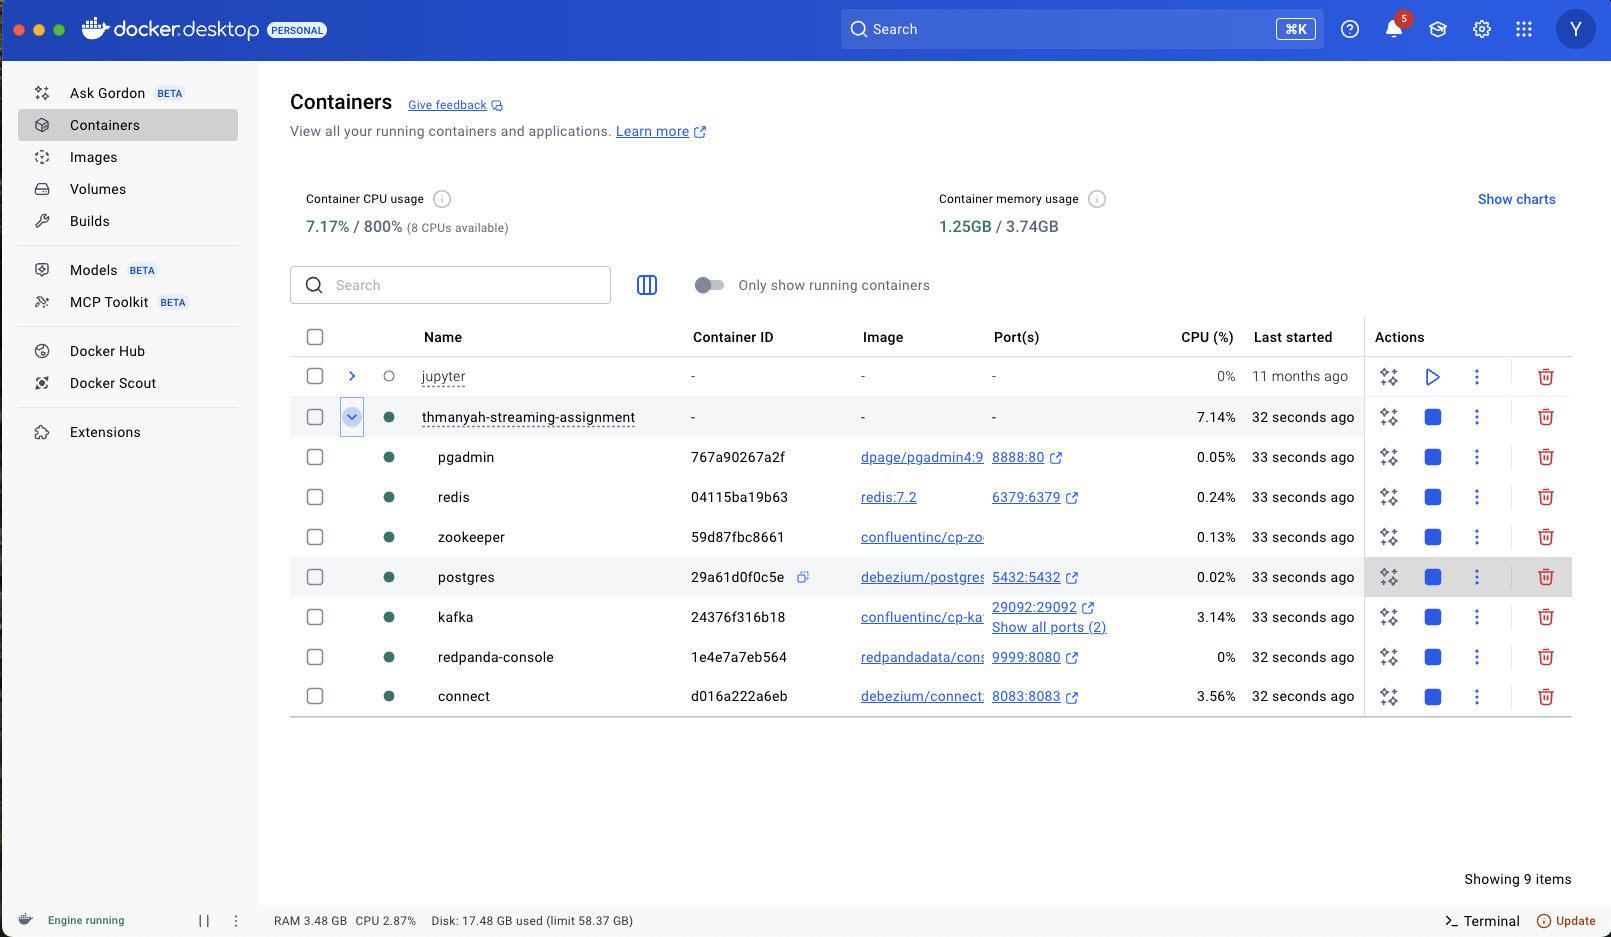 docker desktop PERSONAL
Search ⌘K
5
Y
Ask Gordon BETA
Containers
Images
Volumes
Builds
Models BETA
MCP Toolkit BETA
Docker Hub
Docker Scout
Extensions
Containers Give feedback
View all your running containers and applications. Learn more
Container CPU usage
7.17% / 800% (8 CPUs available)
Container memory usage
1.25GB / 3.74GB
Show charts
Search
Only show running containers
Name Container ID Image Port(s) CPU (%) Last started Actions
jupyter - - - 0% 11 months ago
thmanyah-streaming-assignment - - - 7.14% 32 seconds ago
pgadmin 767a90267a2f dpage/pgadmin4:9 8888:80 0.05% 33 seconds ago
redis 04115ba19b63 redis:7.2 6379:6379 0.24% 33 seconds ago
zookeeper 59d87fbc8661 confluentinc/cp-zo 0.13% 33 seconds ago
postgres 29a61d0f0c5e debezium/postgres 5432:5432 0.02% 33 seconds ago
kafka 24376f316b18 confluentinc/cp-ka 29092:29092 3.14% 33 seconds ago
Show all ports (2)
redpanda-console 1e4e7a7eb564 redpandadata/cons 9999:8080 0% 32 seconds ago
connect d016a222a6eb debezium/connect: 8083:8083 3.56% 32 seconds ago
Showing 9 items
Engine running
RAM 3.48 GB CPU 2.87% Disk: 17.48 GB used (limit 58.37 GB)
Terminal
Update